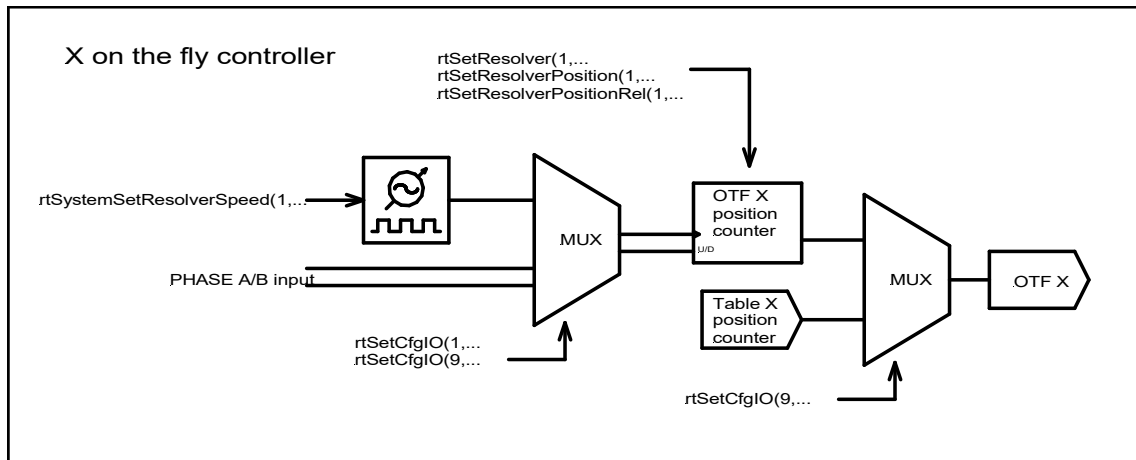 X on the fly controller
rtSetResolver(1,...
rtSetResolverPosition(1,...
rtSetResolverPositionRel(1,...
rtSystemSetResolverSpeed(1,...
PHASE A/B input
MUX
OTF X
position
counter
U/D
Table X
position
counter
MUX
OTF X
rtSetCfgIO(1,...
rtSetCfgIO(9,...
rtSetCfgIO(9,...